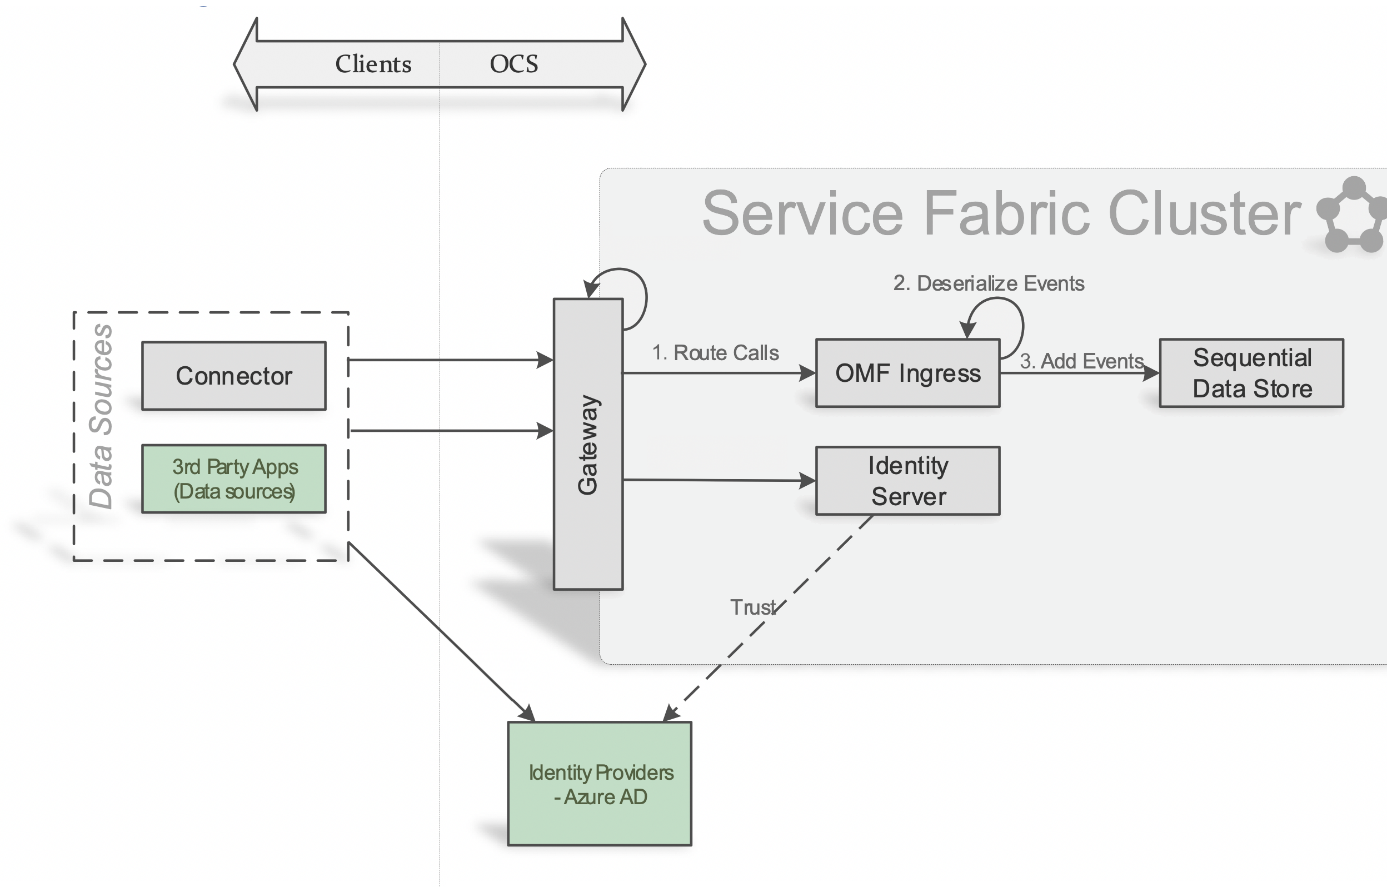 Clients
OCS
Service Fabric Cluster
2. Deserialize Events
Data Sources
Connector
1. Route Calls
OMF Ingress
3. Add Events
Sequential
Data Store
Gateway
3rd Party Apps
(Data sources)
Identity
Server
Trust
Identity Providers
- Azure AD